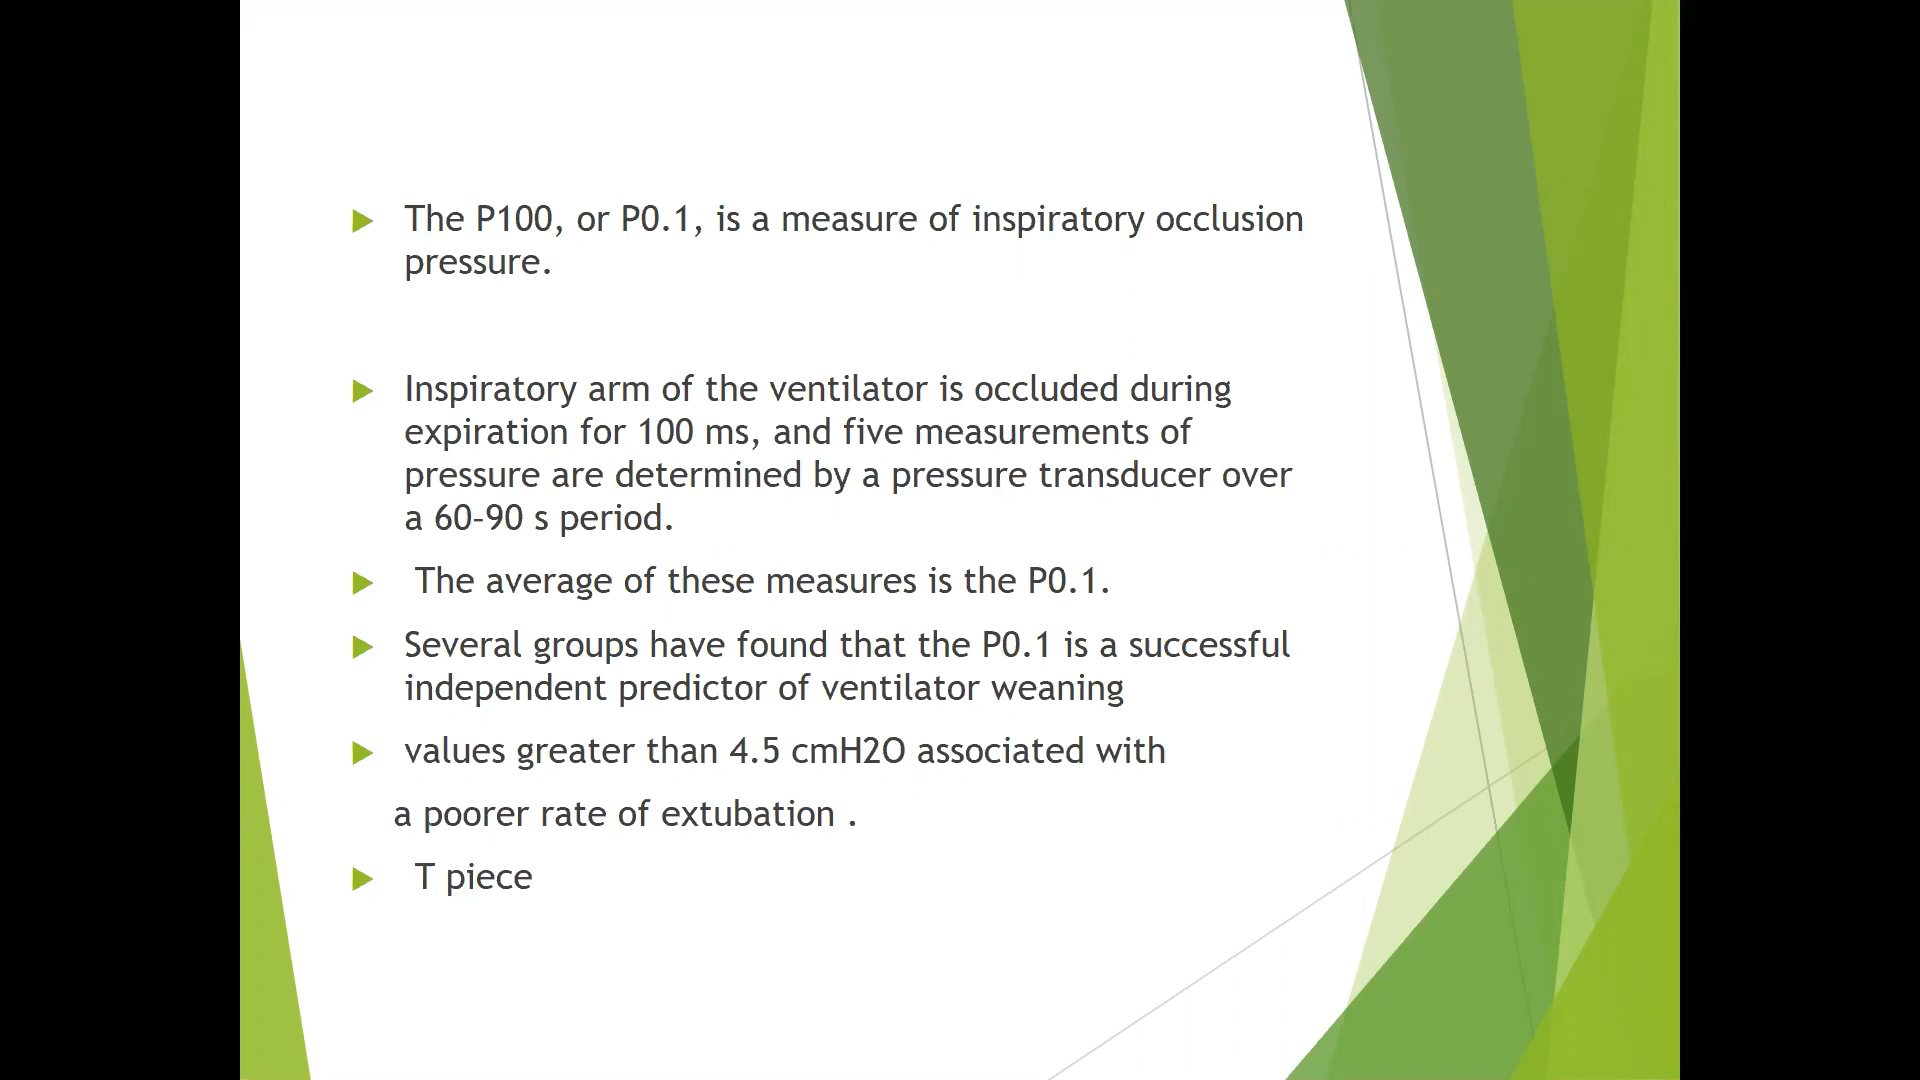 The P100, or P0.1, is a measure of inspiratory occlusion
pressure.
Inspiratory arm of the ventilator is occluded during
expiration for 100 ms, and five measurements of
pressure are determined by a pressure transducer over
a 60–90 s period.
The average of these measures is the P0.1.
Several groups have found that the P0.1 is a successful
independent predictor of ventilator weaning
values greater than 4.5 cmH2O associated with
a poorer rate of extubation .
T piece